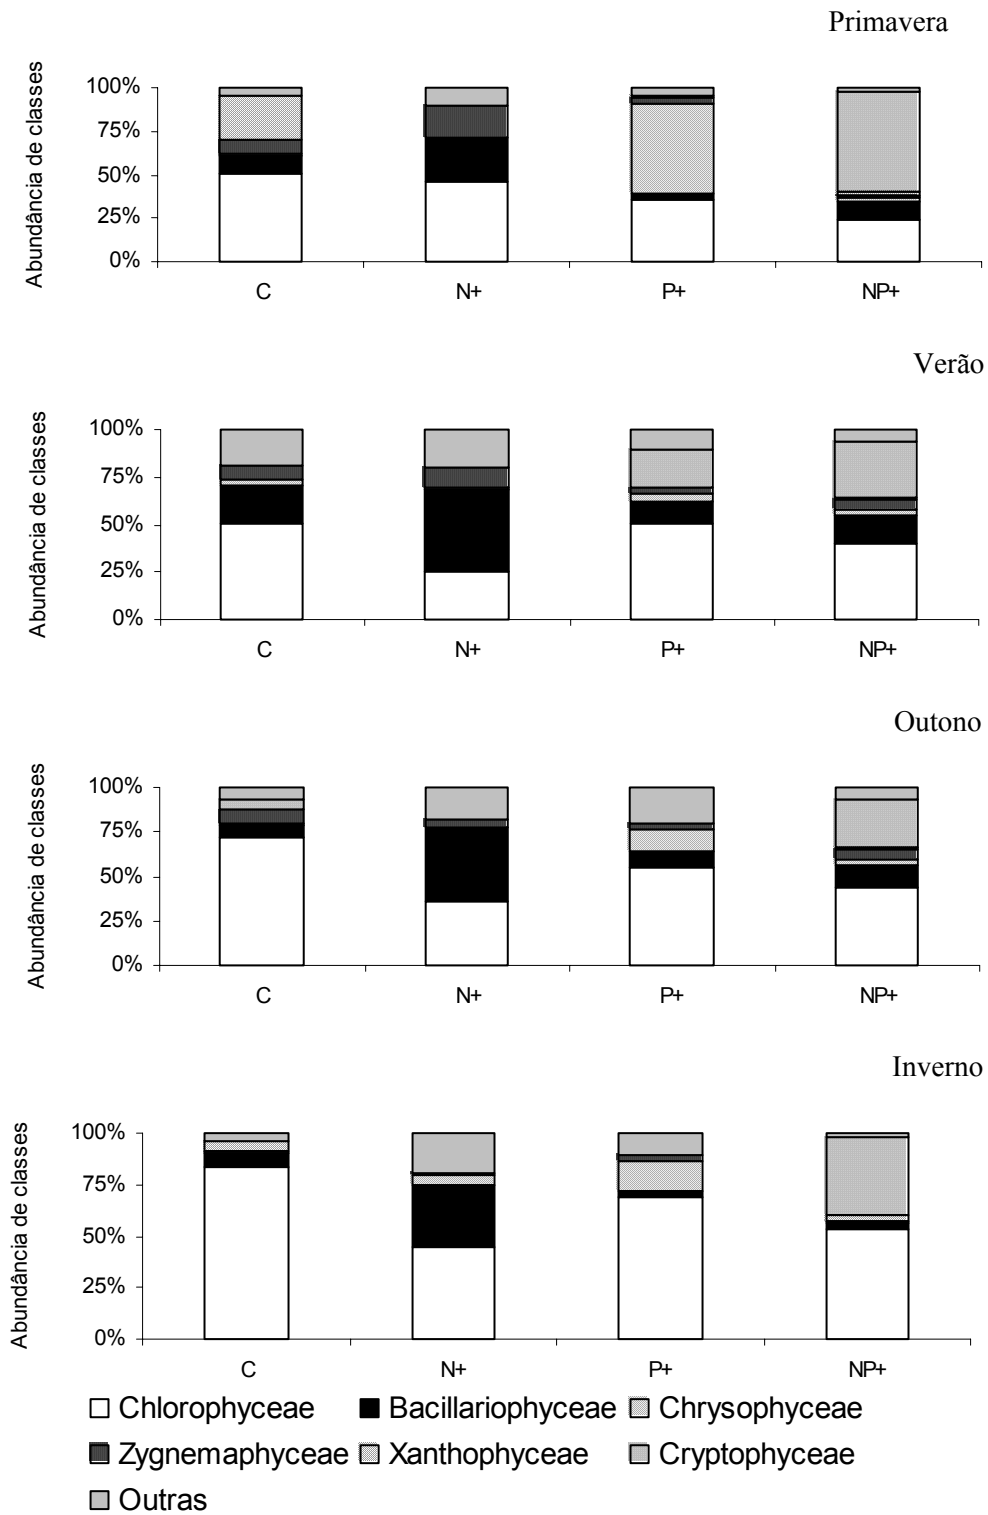 Primavera
Abundância de classes
100%
75%
50%
25%
0%
C N+ P+ NP+
Verão
Abundância de classes
100%
75%
50%
25%
0%
C N+ P+ NP+
Outono
Abundância de classes
100%
75%
50%
25%
0%
C N+ P+ NP+
Inverno
Abundância de classes
100%
75%
50%
25%
0%
C N+ P+ NP+
Chlorophyceae Bacillariophyceae Chrysophyceae
Zygnemaphyceae Xanthophyceae Cryptophyceae
Outras